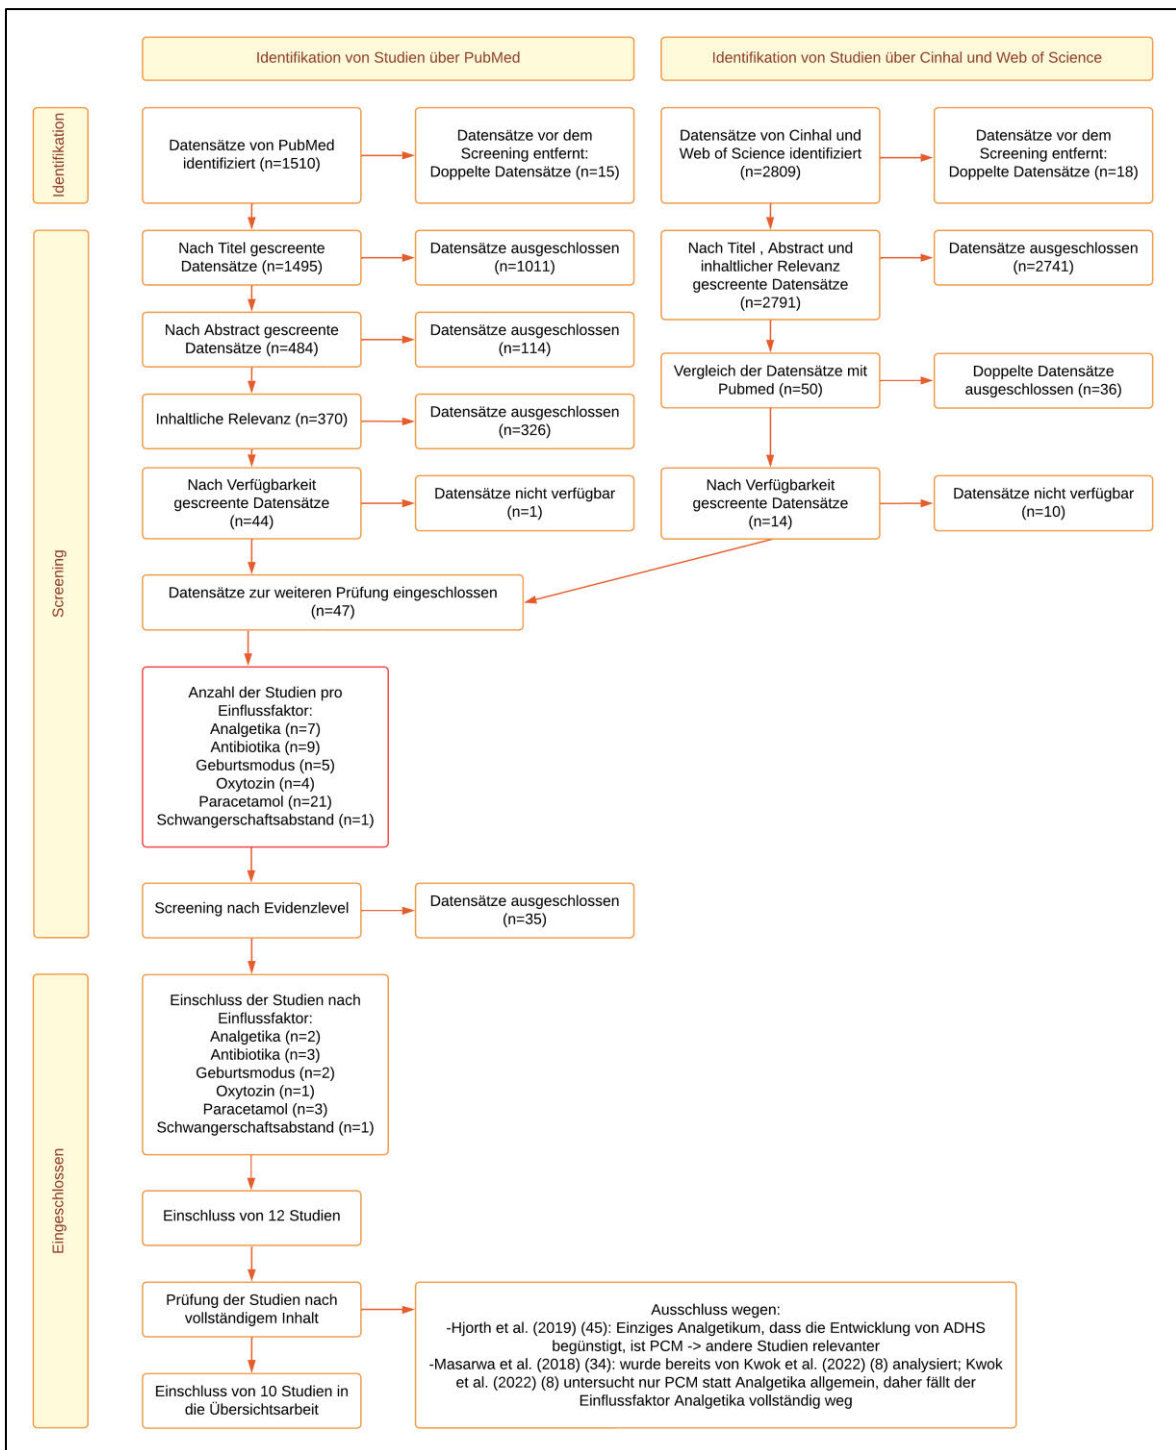 Identifikation von Studien über PubMed
Identifikation von Studien über Cinhal und Web of Science
Identifikation
Datensätze von PubMed
identifiziert (n=1510)
Datensätze vor dem
Screening entfernt:
Doppelte Datensätze (n=15)
Datensätze von Cinhal und
Web of Science identifiziert
(n=2809)
Datensätze vor dem
Screening entfernt:
Doppelte Datensätze (n=18)
Screening
Nach Titel gescreente
Datensätze (n=1495)
Datensätze ausgeschlossen
(n=1011)
Nach Titel , Abstract und
inhaltlicher Relevanz
gescreente Datensätze
(n=2791)
Datensätze ausgeschlossen
(n=2741)
Nach Abstract gescreente
Datensätze (n=484)
Datensätze ausgeschlossen
(n=114)
Vergleich der Datensätze mit
Pubmed (n=50)
Doppelte Datensätze
ausgeschlossen (n=36)
Inhaltliche Relevanz (n=370)
Datensätze ausgeschlossen
(n=326)
Nach Verfügbarkeit
gescreente Datensätze
(n=44)
Datensätze nicht verfügbar
(n=1)
Nach Verfügbarkeit
gescreente Datensätze
(n=14)
Datensätze nicht verfügbar
(n=10)
Datensätze zur weiteren Prüfung eingeschlossen
(n=47)
Anzahl der Studien pro
Einflussfaktor:
Analgetika (n=7)
Antibiotika (n=9)
Geburtsmodus (n=5)
Oxytozin (n=4)
Paracetamol (n=21)
Schwangerschaftsabstand (n=1)
Screening nach Evidenzlevel
Datensätze ausgeschlossen
(n=35)
Eingeschlossen
Einschluss der Studien nach
Einflussfaktor:
Analgetika (n=2)
Antibiotika (n=3)
Geburtsmodus (n=2)
Oxytozin (n=1)
Paracetamol (n=3)
Schwangerschaftsabstand (n=1)
Einschluss von 12 Studien
Prüfung der Studien nach
vollständigem Inhalt
Ausschluss wegen:
-Hjorth et al. (2019) (45): Einziges Analgetikum, dass die Entwicklung von ADHS
begünstigt, ist PCM -> andere Studien relevanter
-Masarwa et al. (2018) (34): wurde bereits von Kwok et al. (2022) (8) analysiert; Kwok
et al. (2022) (8) untersucht nur PCM statt Analgetika allgemein, daher fällt der
Einflussfaktor Analgetika vollständig weg
Einschluss von 10 Studien in
die Übersichtsarbeit